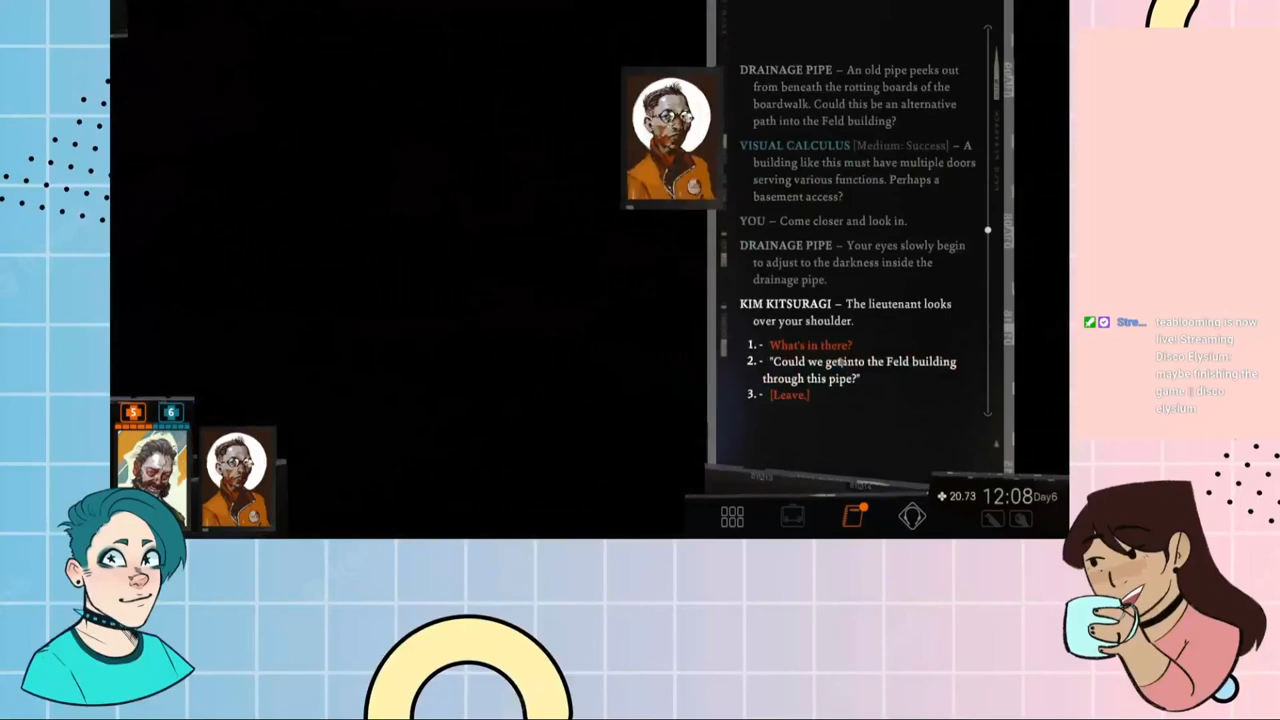 DRAINAGE PIPE – An old pipe peeks out
from beneath the rotting boards of the
boardwalk. Could this be an alternative
path into the Feld building?
VISUAL CALCULUS [Medium: Success] – A
building like this must have multiple doors
serving various functions. Perhaps a
basement access?
YOU – Come closer and look in.
DRAINAGE PIPE – Your eyes slowly begin
to adjust to the darkness inside the
drainage pipe.
KIM KITSURAGI – The lieutenant looks
over your shoulder.
1. - What's in there?
2. - "Could we get into the Feld building
through this pipe?"
3. - [Leave.]
5 6
20.73 12:08 Day6
Stre... teablooming is now
live! Streaming
Disco Elysium:
maybe finishing the
game || disco
elysium